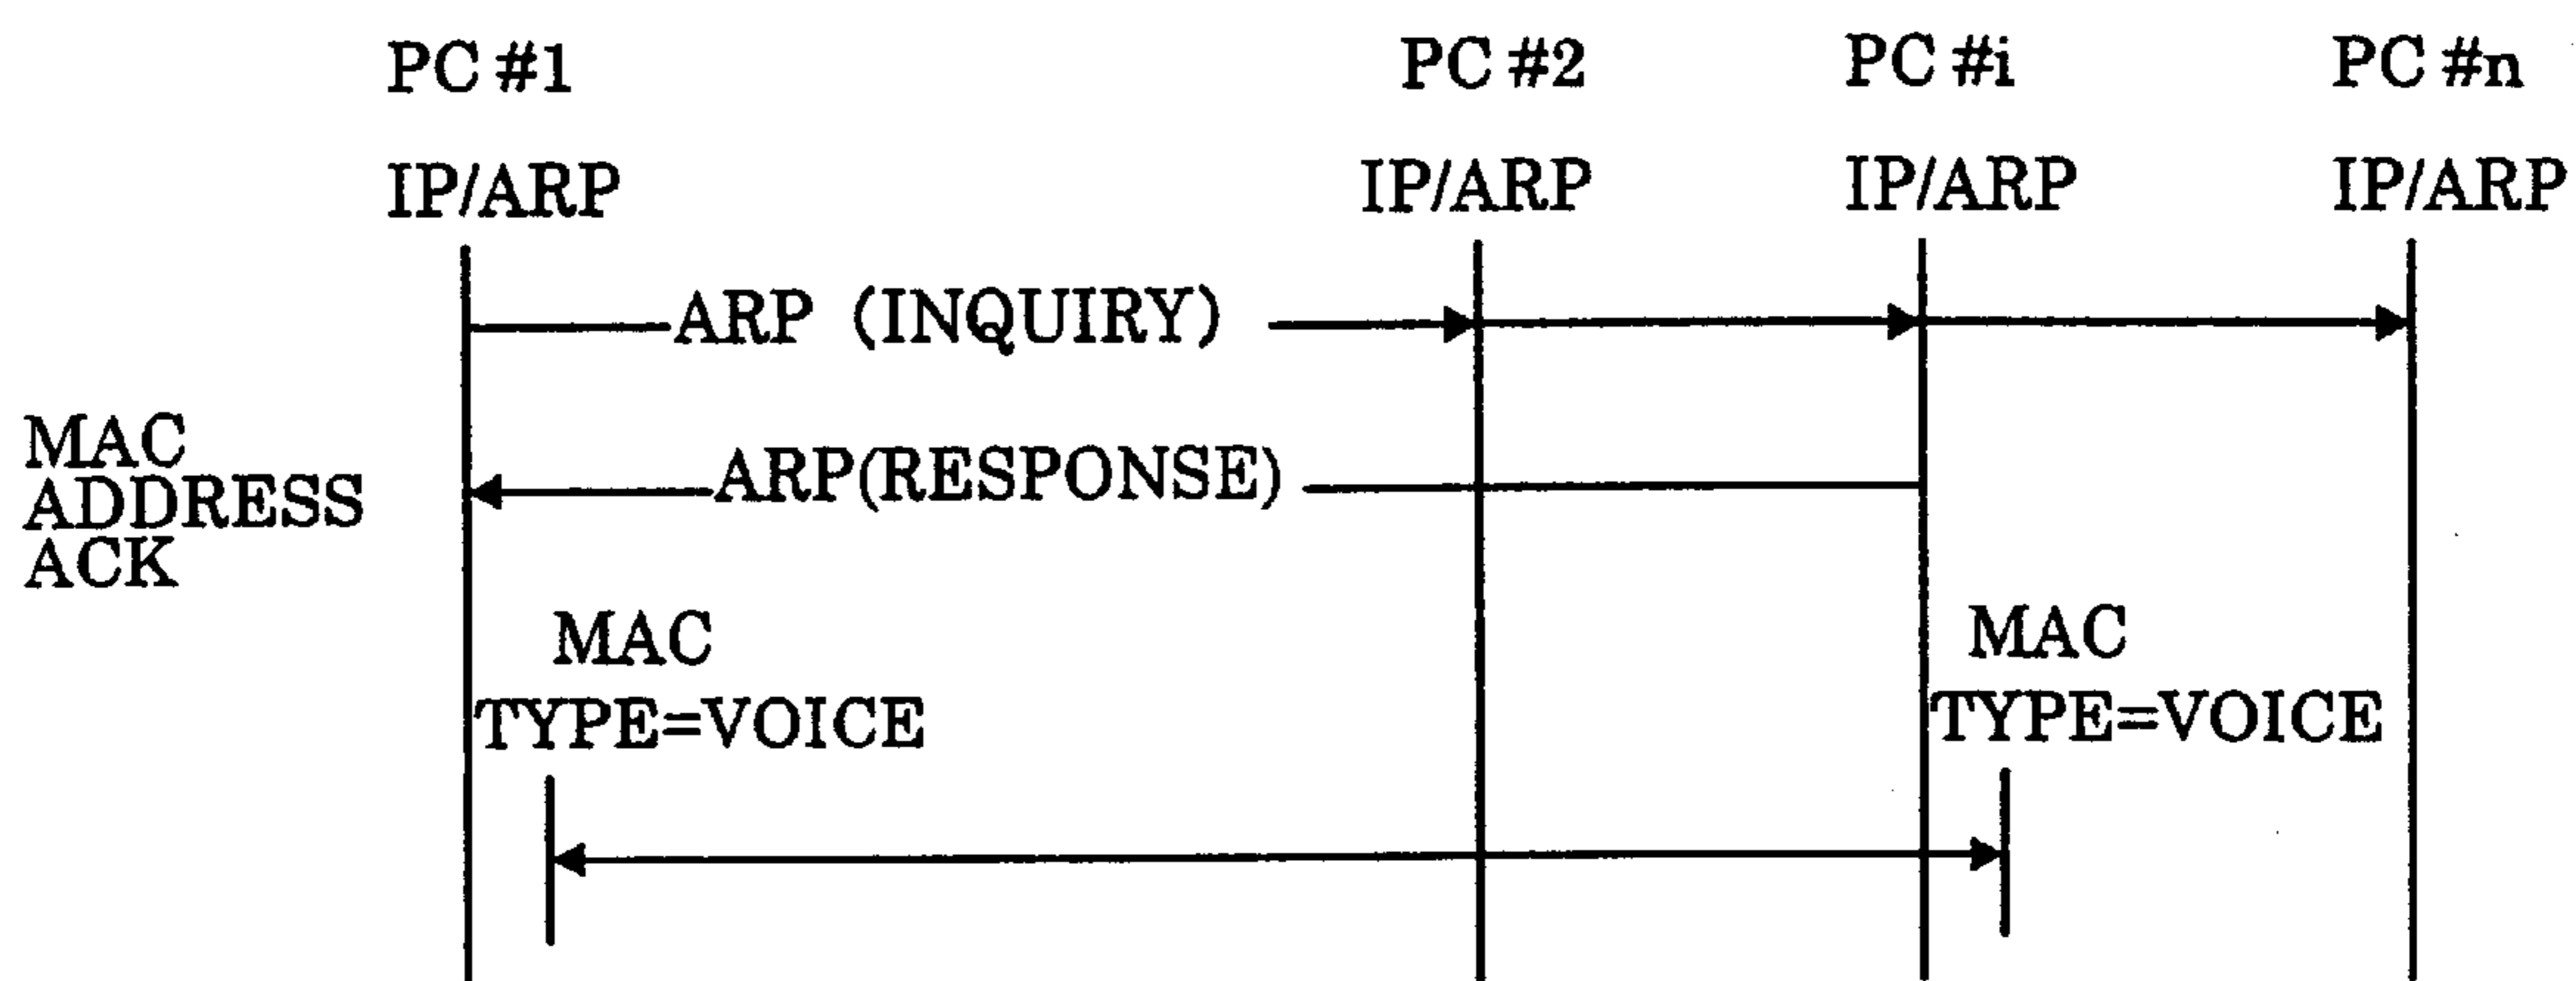 PC #1
PC #2
PC #i
PC #n
IP/ARP
IP/ARP
IP/ARP
IP/ARP
ARP (INQUIRY)
MAC
ADDRESS
ACK
ARP(RESPONSE)
MAC
TYPE=VOICE
MAC
TYPE=VOICE